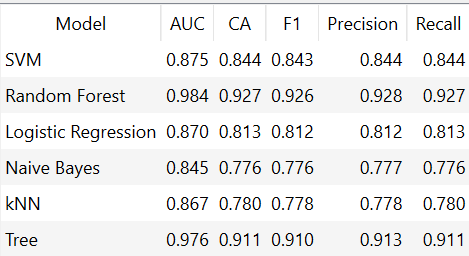 Model AUC CA F1 Precision Recall
SVM 0.875 0.844 0.843 0.844 0.844
Random Forest 0.984 0.927 0.926 0.928 0.927
Logistic Regression 0.870 0.813 0.812 0.812 0.813
Naive Bayes 0.845 0.776 0.776 0.777 0.776
kNN 0.867 0.780 0.778 0.778 0.780
Tree 0.976 0.911 0.910 0.913 0.911